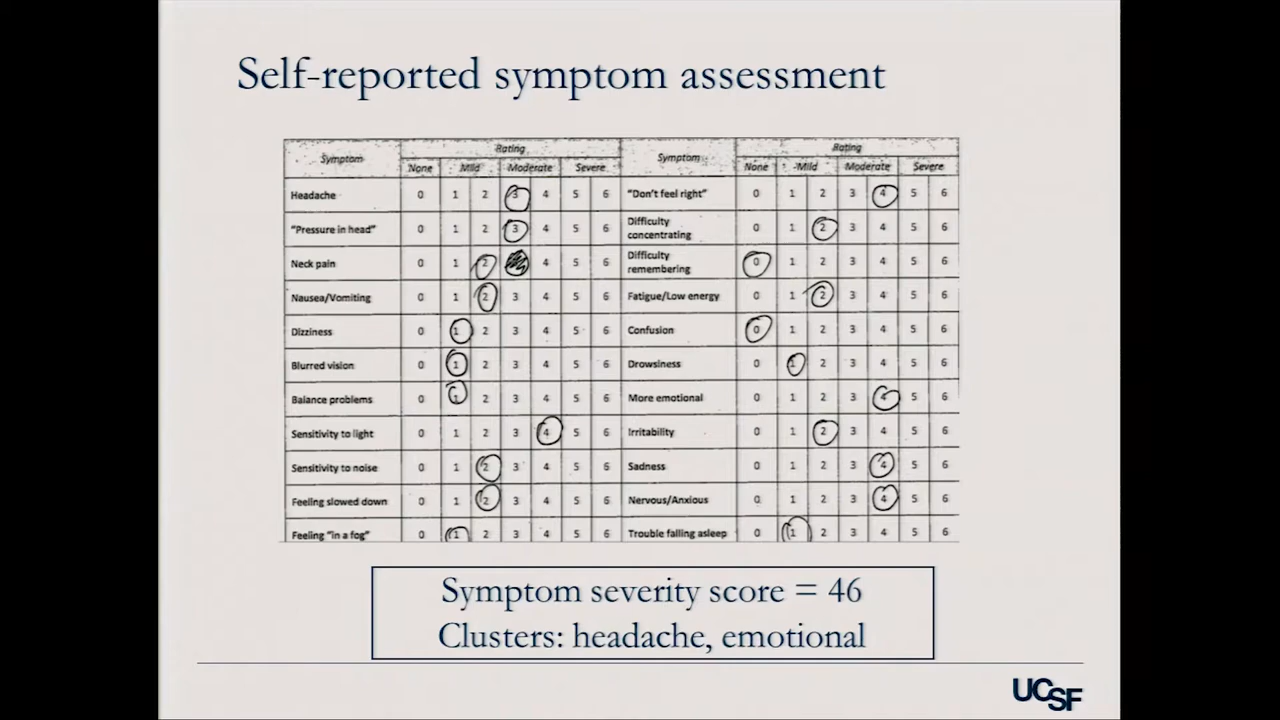 Self-reported symptom assessment
Symptom Rating Symptom Rating
None Mild Moderate Severe None Mild Moderate Severe
Headache 0 1 2 3 4 5 6 "Don't feel right" 0 1 2 3 4 5 6
"Pressure in head" 0 1 2 3 4 5 6 Difficulty concentrating 0 1 2 3 4 5 6
Neck pain 0 1 2 4 5 6 Difficulty remembering 0 1 2 3 4 5 6
Nausea/Vomiting 0 1 2 3 4 5 6 Fatigue/Low energy 0 1 2 3 4 5 6
Dizziness 0 1 2 3 4 5 6 Confusion 0 1 2 3 4 5 6
Blurred vision 0 1 2 3 4 5 6 Drowsiness 0 1 2 3 4 5 6
Balance problems 0 1 2 3 4 5 6 More emotional 0 1 2 3 4 5 6
Sensitivity to light 0 1 2 3 4 5 6 Irritability 0 1 2 3 4 5 6
Sensitivity to noise 0 1 2 3 4 5 6 Sadness 0 1 2 3 4 5 6
Feeling slowed down 0 1 2 3 4 5 6 Nervous/Anxious 0 1 2 3 4 5 6
Feeling "in a fog" 0 1 2 3 4 5 6 Trouble falling asleep 0 1 2 3 4 5 6
Symptom severity score = 46
Clusters: headache, emotional
UCSF